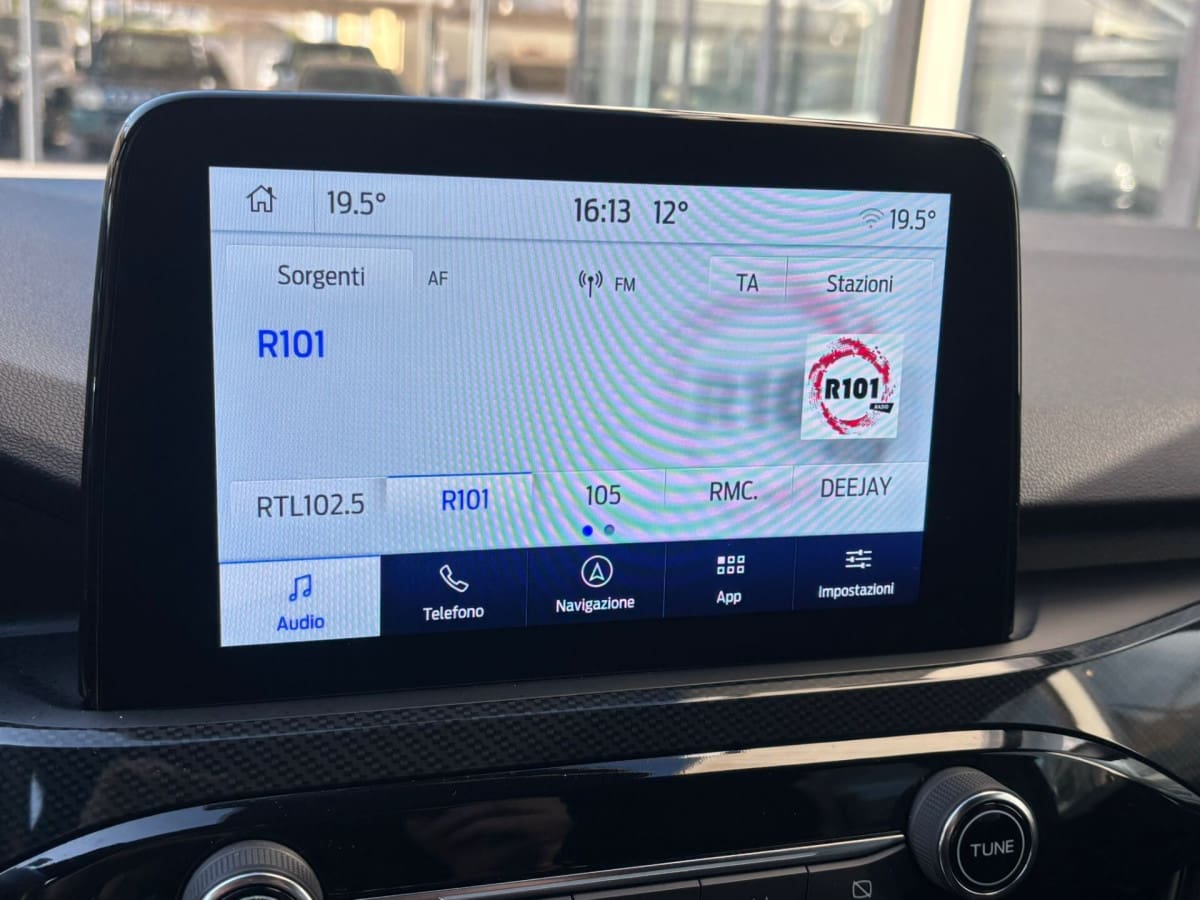 19.5° 16:13 12° 19.5°
Sorgenti AF FM TA Stazioni
R101
R101
RADIO
RTL102.5 R101 105 RMC. DEEJAY
Audio Telefono Navigazione App Impostazioni
TUNE